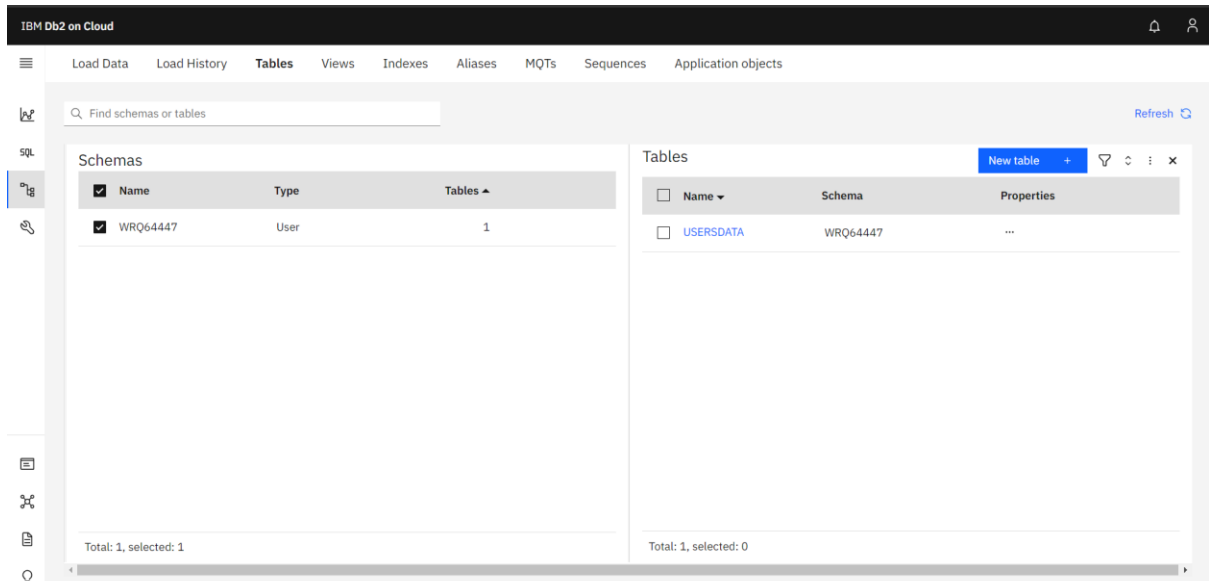 IBM Db2 on Cloud
Load Data Load History Tables Views Indexes Aliases MQTs Sequences Application objects
Find schemas or tables
Refresh
SQL
Schemas
Name Type Tables
WRQ64447 User 1
Total: 1, selected: 1
Tables
New table +
Name Schema Properties
USERSDATA WRQ64447 ...
Total: 1, selected: 0